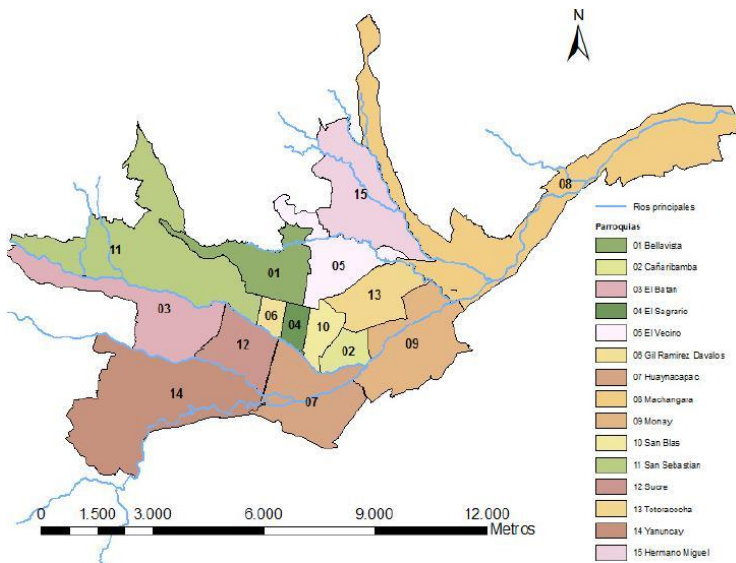 N
15
08
11
05
01
13
03
06
04
10
12
02
09
14
07
Rios principales
Parroquias
01 Bellavista
02 Cañaribamba
03 El Batan
04 El Sagrario
05 El Vecino
06 Gil Ramirez Davalos
07 Huaynacapac
08 Machangara
09 Monay
10 San Blas
11 San Sebastian
12 Sucre
13 Totoracocha
14 Yanuncay
15 Hermano Miguel
0 1.500 3.000 6.000 9.000 12.000
Metros